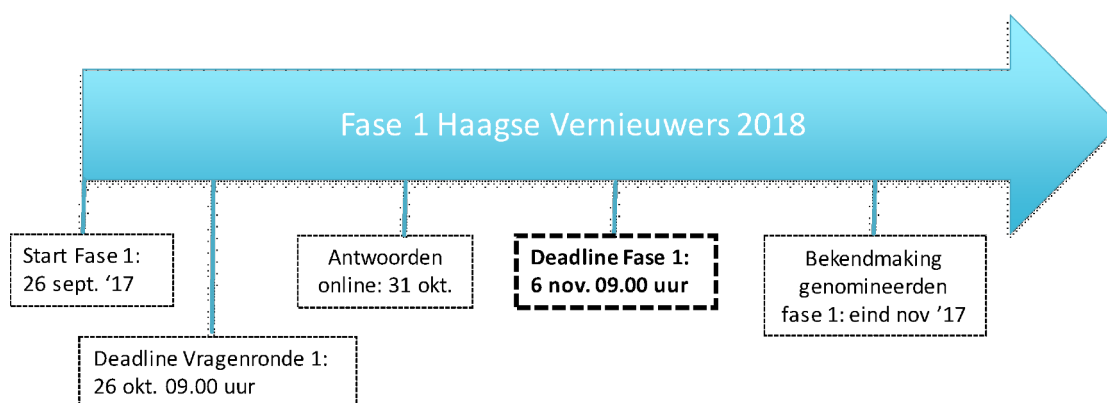 Fase 1 Haagse Vernieuwers 2018
Start Fase 1:
26 sept. ‘17
Deadline Vragenronde 1:
26 okt. 09.00 uur
Antwoorden
online: 31 okt.
Deadline Fase 1:
6 nov. 09.00 uur
Bekendmaking
genomineerden
fase 1: eind nov ’17